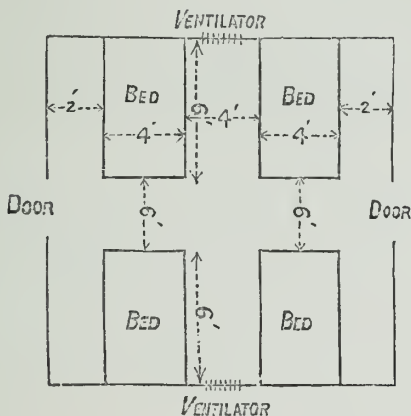 VENTILATOR
BED
BED
2'
4'
6'
4'
4'
2'
DOOR
6'
6'
DOOR
BED
6'
BED
VENTILATOR